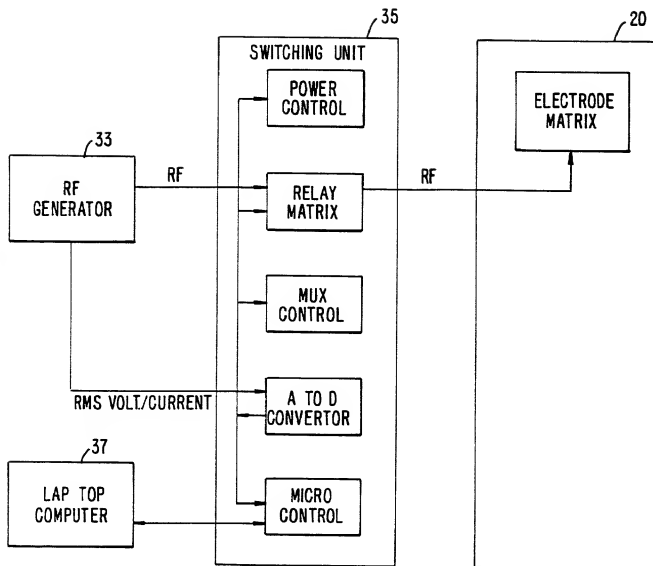 35
20
SWITCHING UNIT
POWER
CONTROL
ELECTRODE
MATRIX
33
RF
GENERATOR
RF
RELAY
MATRIX
RF
MUX
CONTROL
RMS VOLT./CURRENT
A TO D
CONVERTOR
37
LAP TOP
COMPUTER
MICRO
CONTROL